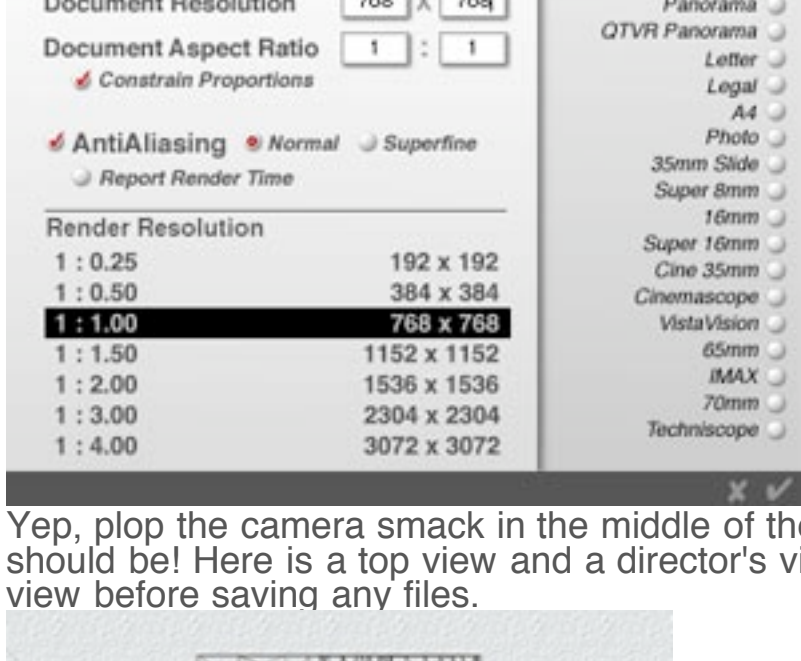 Document Resolution 768 X 768
Document Aspect Ratio 1 : 1
Constrain Proportions
AntiAliasing Normal Superfine
Report Render Time
Render Resolution
1 : 0.25 192 x 192
1 : 0.50 384 x 384
1 : 1.00 768 x 768
1 : 1.50 1152 x 1152
1 : 2.00 1536 x 1536
1 : 3.00 2304 x 2304
1 : 4.00 3072 x 3072
Panorama
QTVR Panorama
Letter
Legal
A4
Photo
35mm Slide
Super 8mm
16mm
Super 16mm
Cine 35mm
Cinemascope
VistaVision
65mm
IMAX
70mm
Techniscope
Yep, plop the camera smack in the middle of the
should be! Here is a top view and a director's vi
view before saving any files.